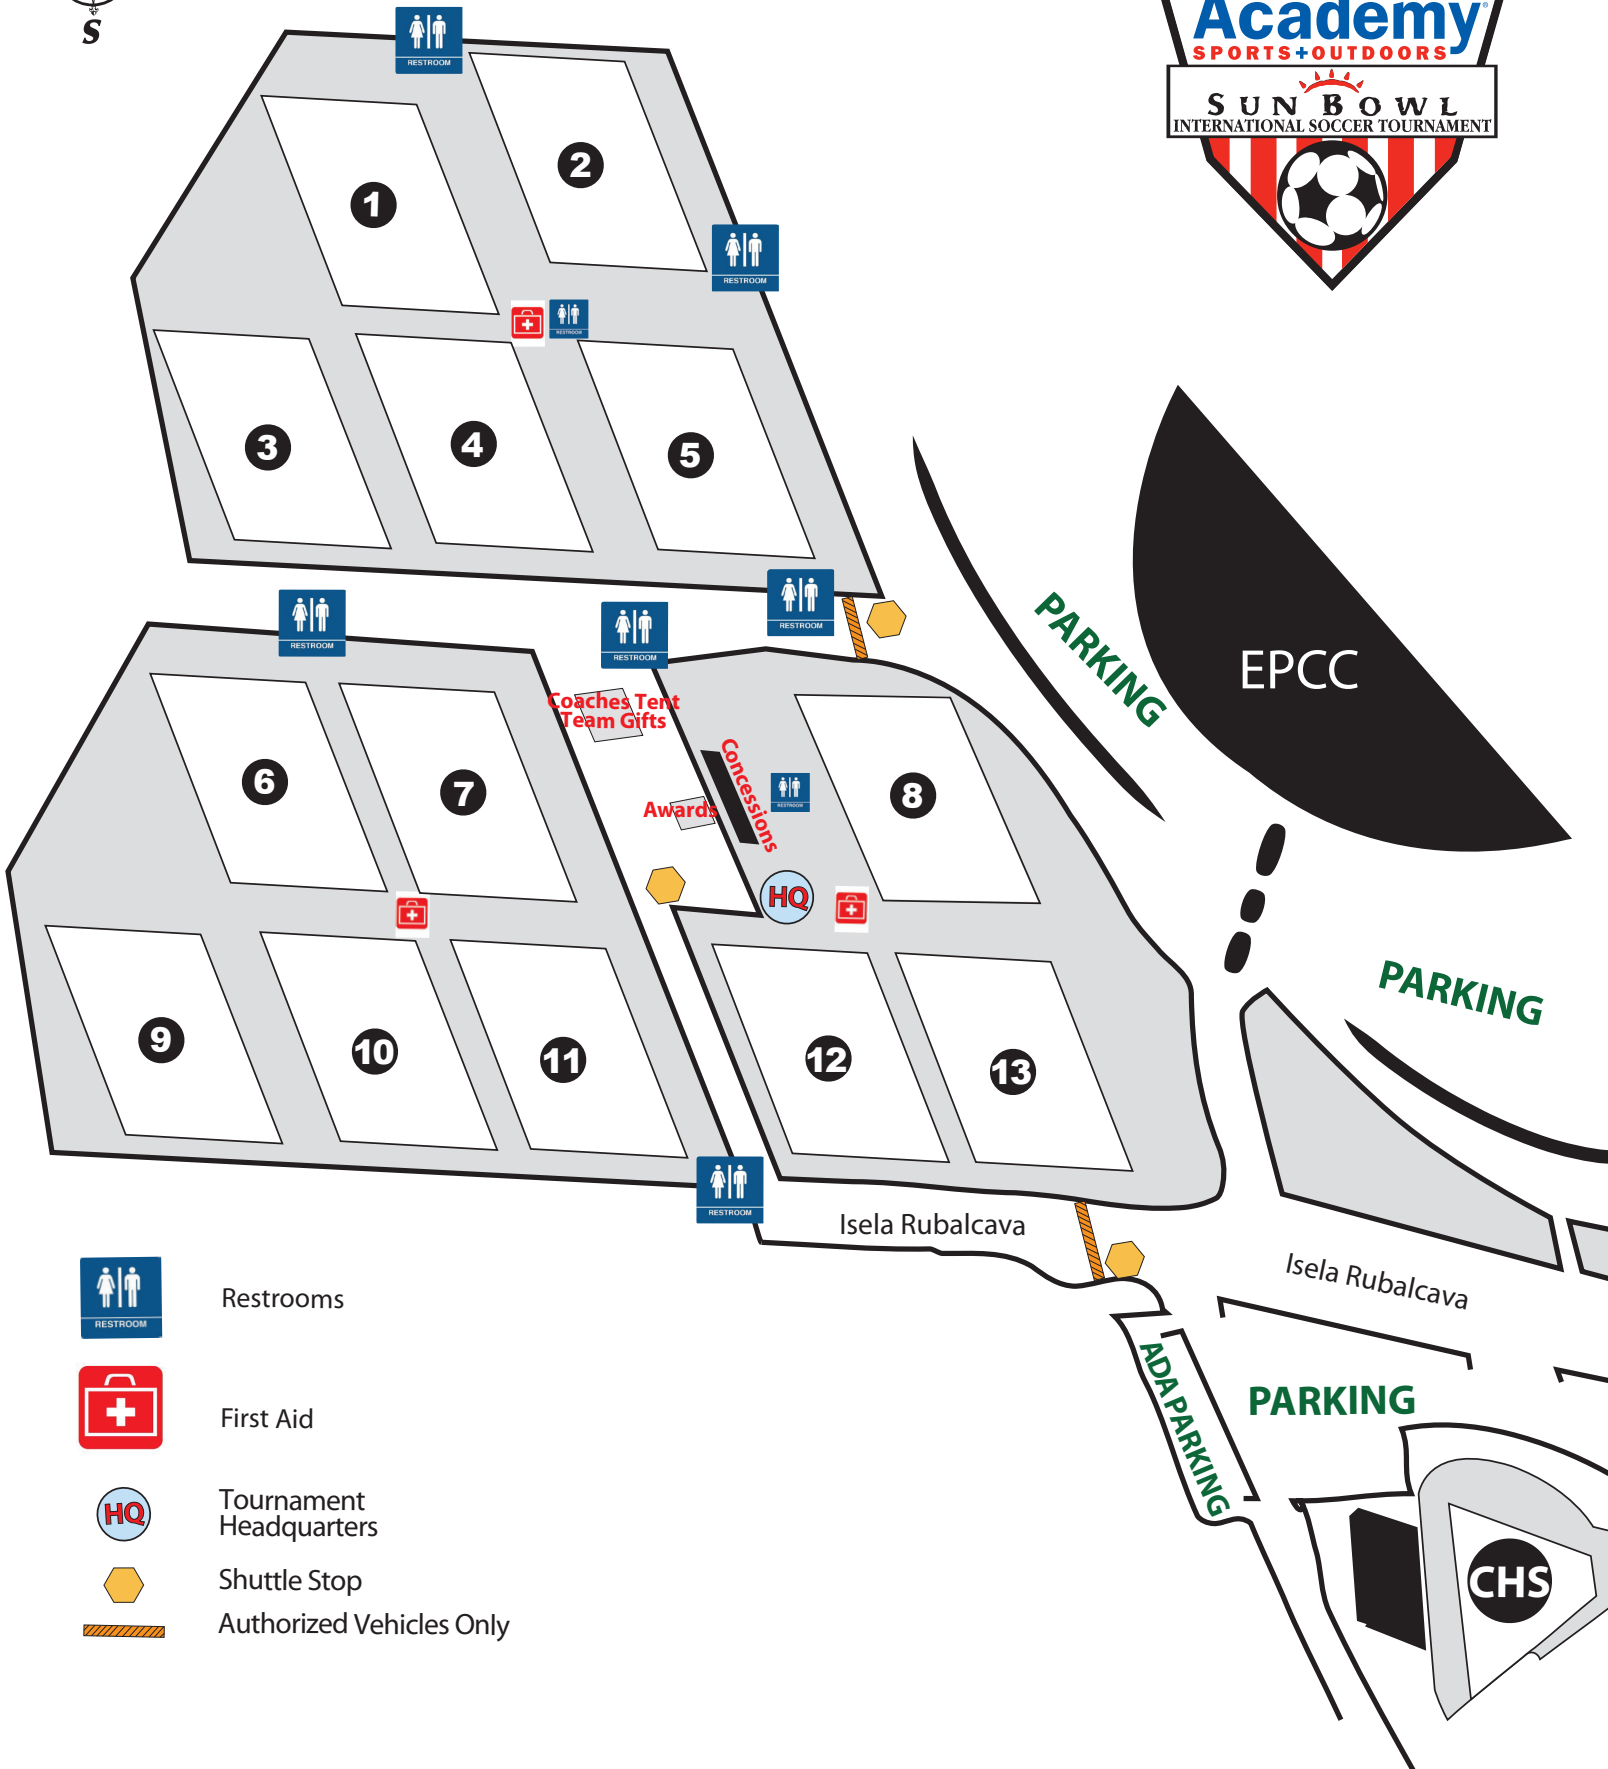 S
Academy
SPORTS+OUTDOORS
SUN BOWL
INTERNATIONAL SOCCER TOURNAMENT
RESTROOM
2
1
RESTROOM
RESTROOM
3
4
5
RESTROOM
RESTROOM
RESTROOM
PARKING
EPCC
Coaches Tent
Team Gifts
Concessions
Awards
RESTROOM
6
7
8
HQ
PARKING
9
10
11
12
13
RESTROOM
Isela Rubalcava
Isela Rubalcava
ADA PARKING
PARKING
CHS
RESTROOM
Restrooms
First Aid
HQ
Tournament
Headquarters
Shuttle Stop
Authorized Vehicles Only